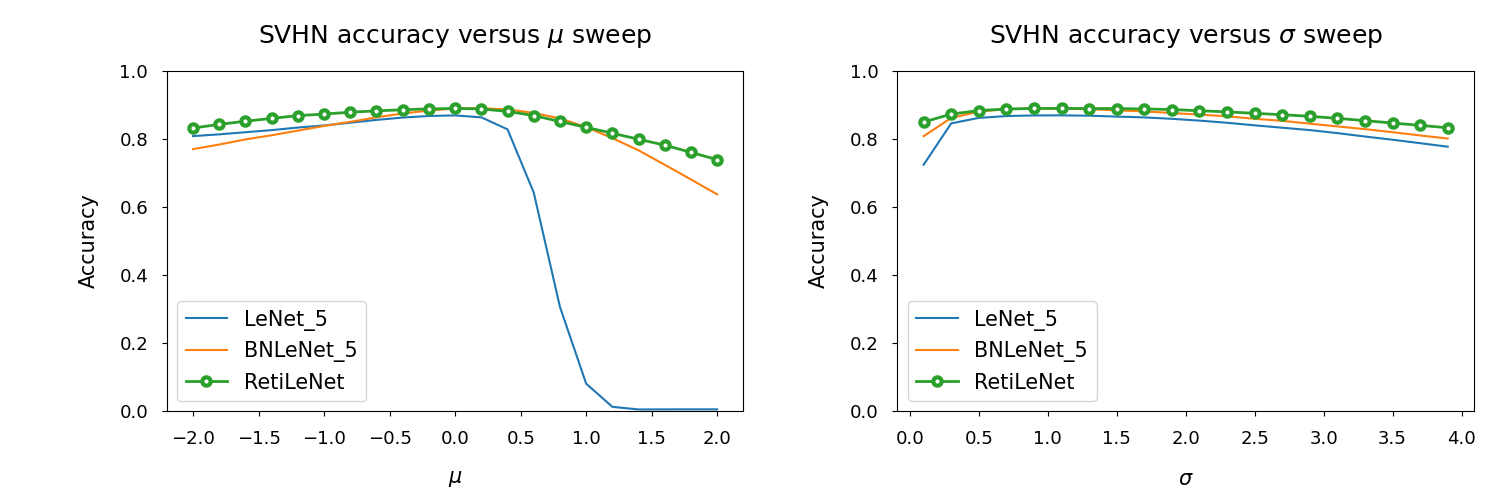 SVHN accuracy versus μ sweep
1.0
0.8
0.6
0.4
0.2
0.0
Accuracy
LeNet_5
BNLeNet_5
RetiLeNet
−2.0 −1.5 −1.0 −0.5 0.0 0.5 1.0 1.5 2.0
μ
SVHN accuracy versus σ sweep
1.0
0.8
0.6
0.4
0.2
0.0
Accuracy
LeNet_5
BNLeNet_5
RetiLeNet
0.0 0.5 1.0 1.5 2.0 2.5 3.0 3.5 4.0
σ